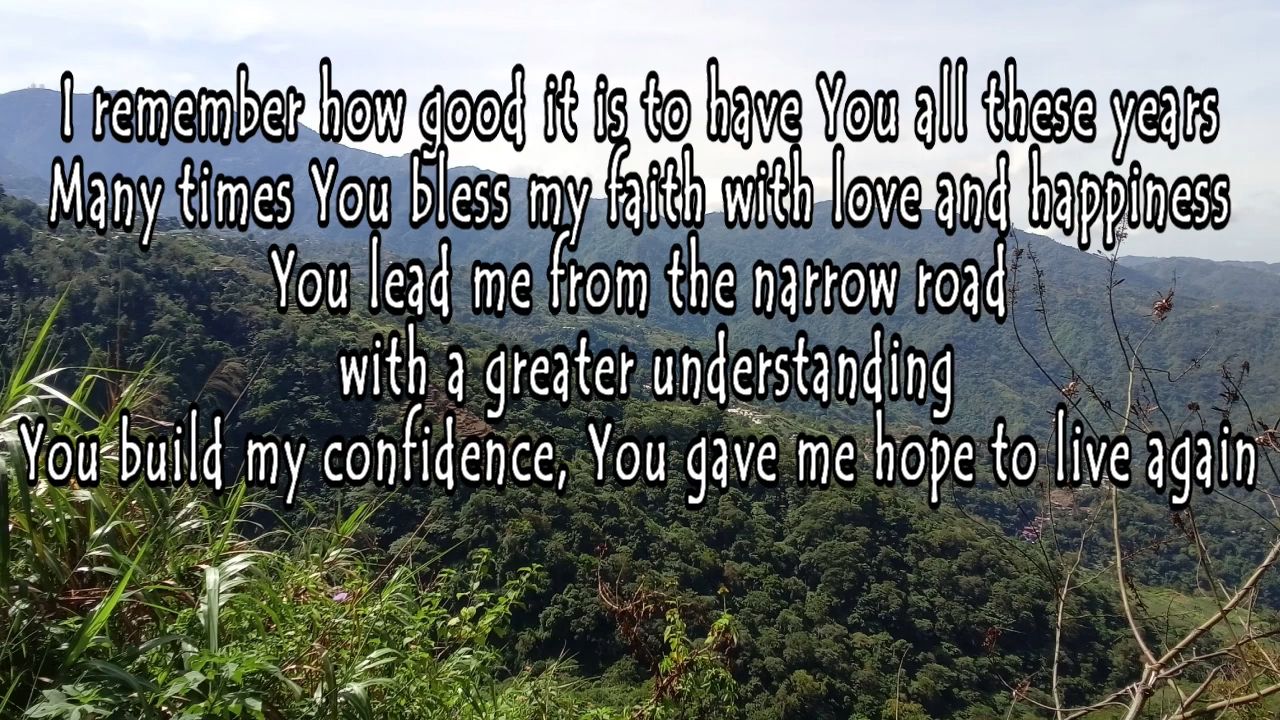 I remember how good it is to have You all these years
Many times You bless my faith with love and happiness
You lead me from the narrow road
with a greater understanding
You build my confidence, You gave me hope to live again